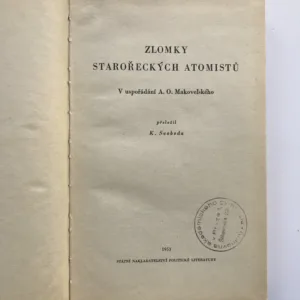 ZLOMKY
STAROŘECKÝCH ATOMISTŮ
V uspořádání A. O. Makovelského
přeložil
K. Svoboda
1953
STÁTNÍ NAKLADATELSTVÍ POLITICKÉ LITERATURY